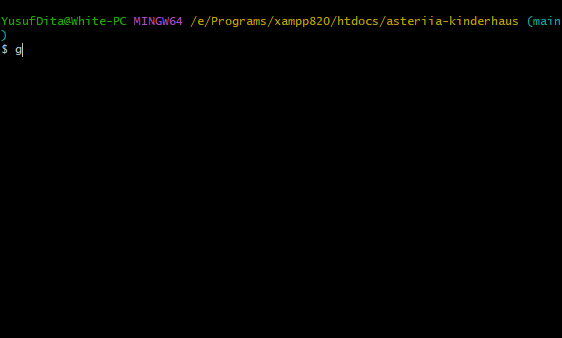 YusufDita@White-PC MINGW64 /e/Programs/xampp820/htdocs/asteriia-kinderhaus (main
)
$ g